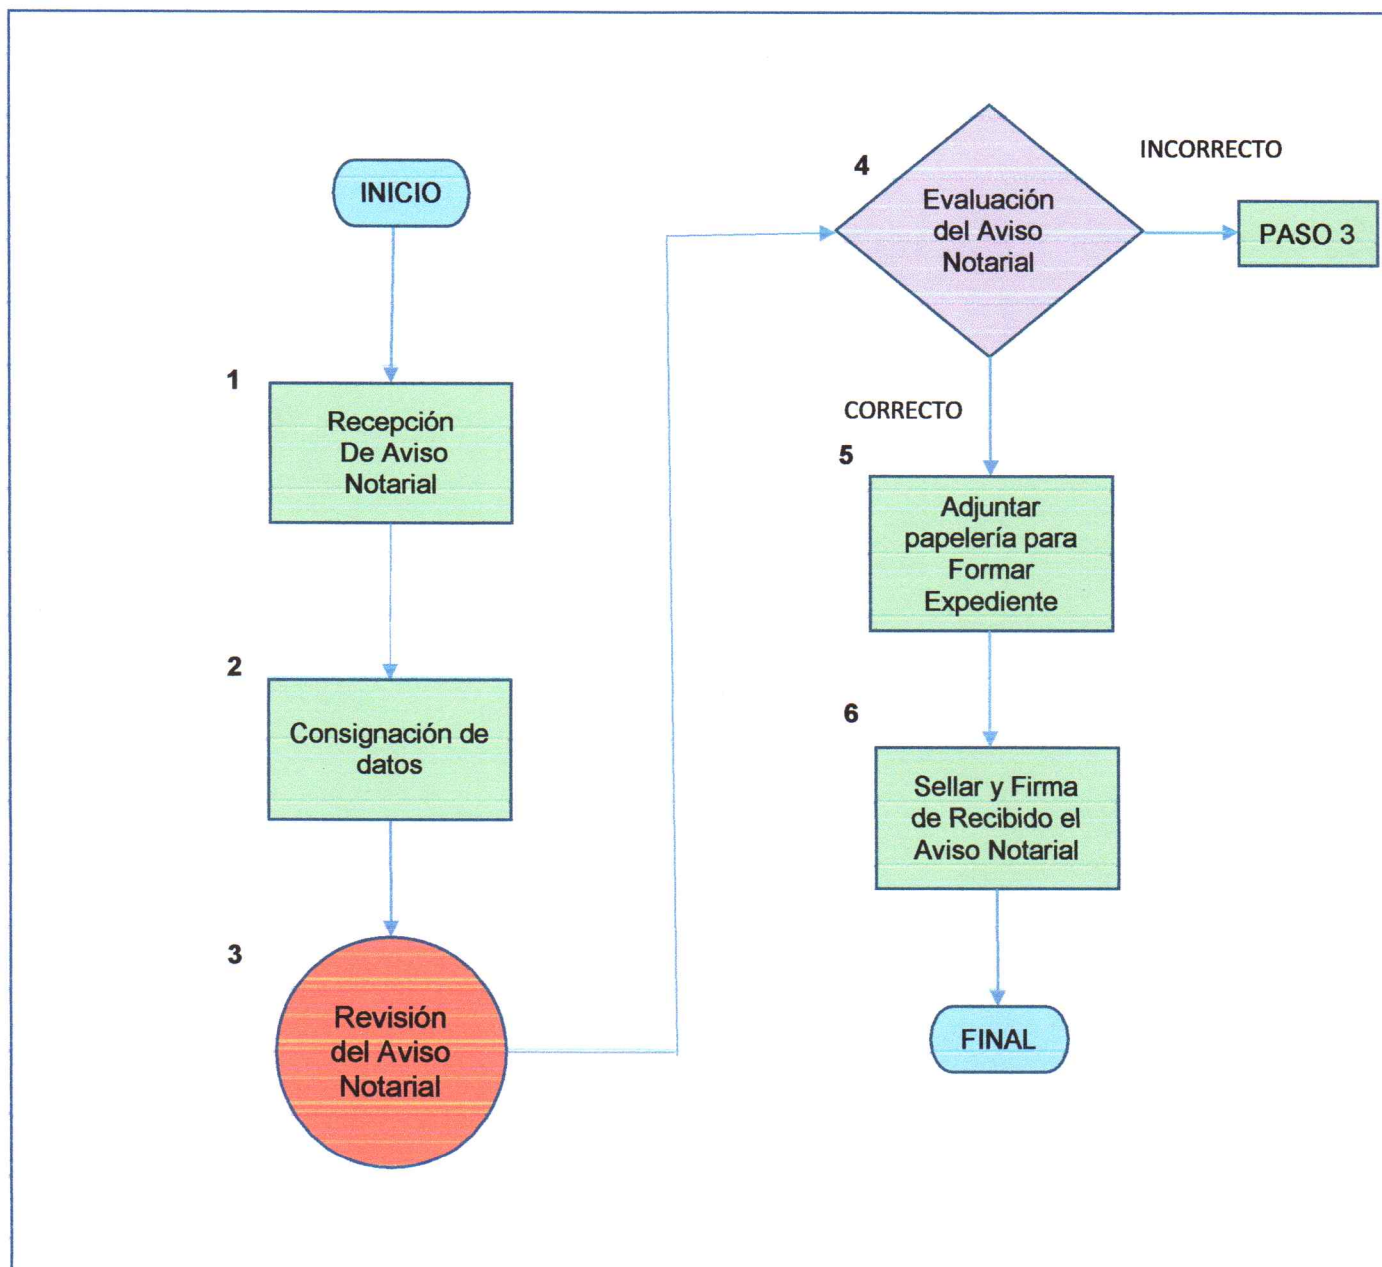 INICIO
1
Recepción
De Aviso
Notarial
2
Consignación de
datos
3
Revisión
del Aviso
Notarial
4
Evaluación
del Aviso
Notarial
INCORRECTO
PASO 3
CORRECTO
5
Adjuntar
papelería para
Formar
Expediente
6
Sellar y Firma
de Recibido el
Aviso Notarial
FINAL